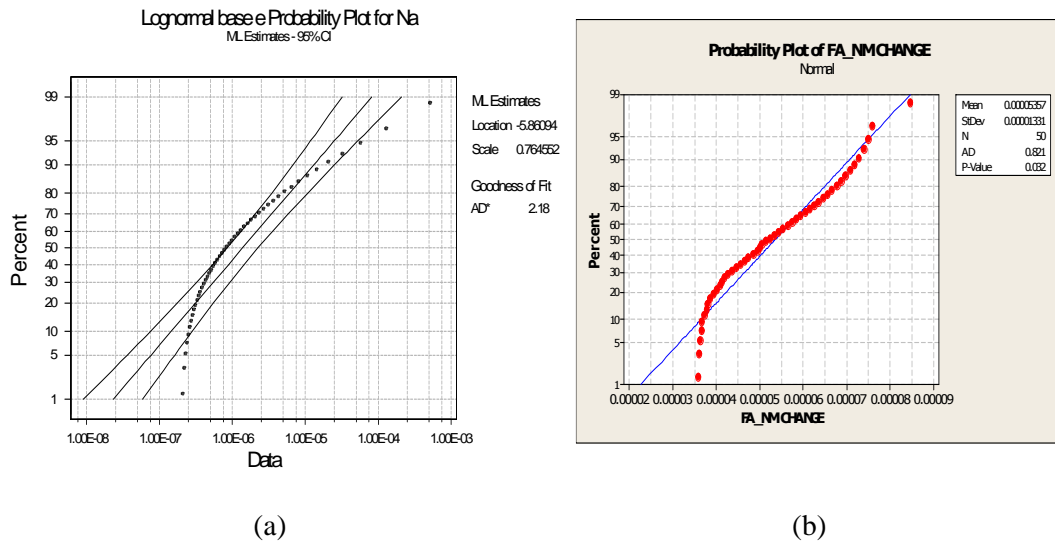 Lognormal base e Probability Plot for Na
ML Estimates - 95% CI
Percent
99
95
90
80
70
60
50
40
30
20
10
5
1
1.00E-08 1.00E-07 1.00E-06 1.00E-05 1.00E-04 1.00E-03
Data
ML Estimates
Location -5.86094
Scale 0.764552
Goodness of Fit
AD* 2.18
(a)
Probability Plot of FA_NMCHANGE
Normal
Percent
99
95
90
80
70
60
50
40
30
20
10
5
1
0.00002 0.00003 0.00004 0.00005 0.00006 0.00007 0.00008 0.00009
FA_NMCHANGE
Mean 0.00005357
StDev 0.00001331
N 50
AD 0.821
P-Value 0.032
(b)